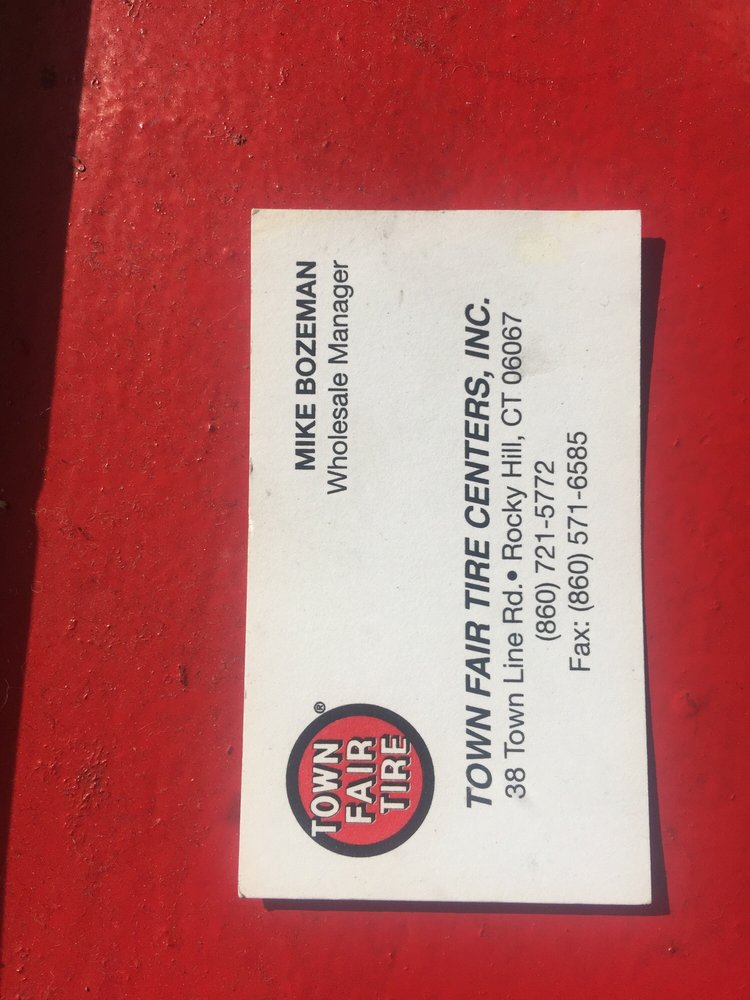 MIKE BOZEMAN
Wholesale Manager
TOWN
FAIR
TIRE
®
TOWN FAIR TIRE CENTERS, INC.
38 Town Line Rd.• Rocky Hill, CT 06067
(860) 721-5772
Fax: (860) 571-6585